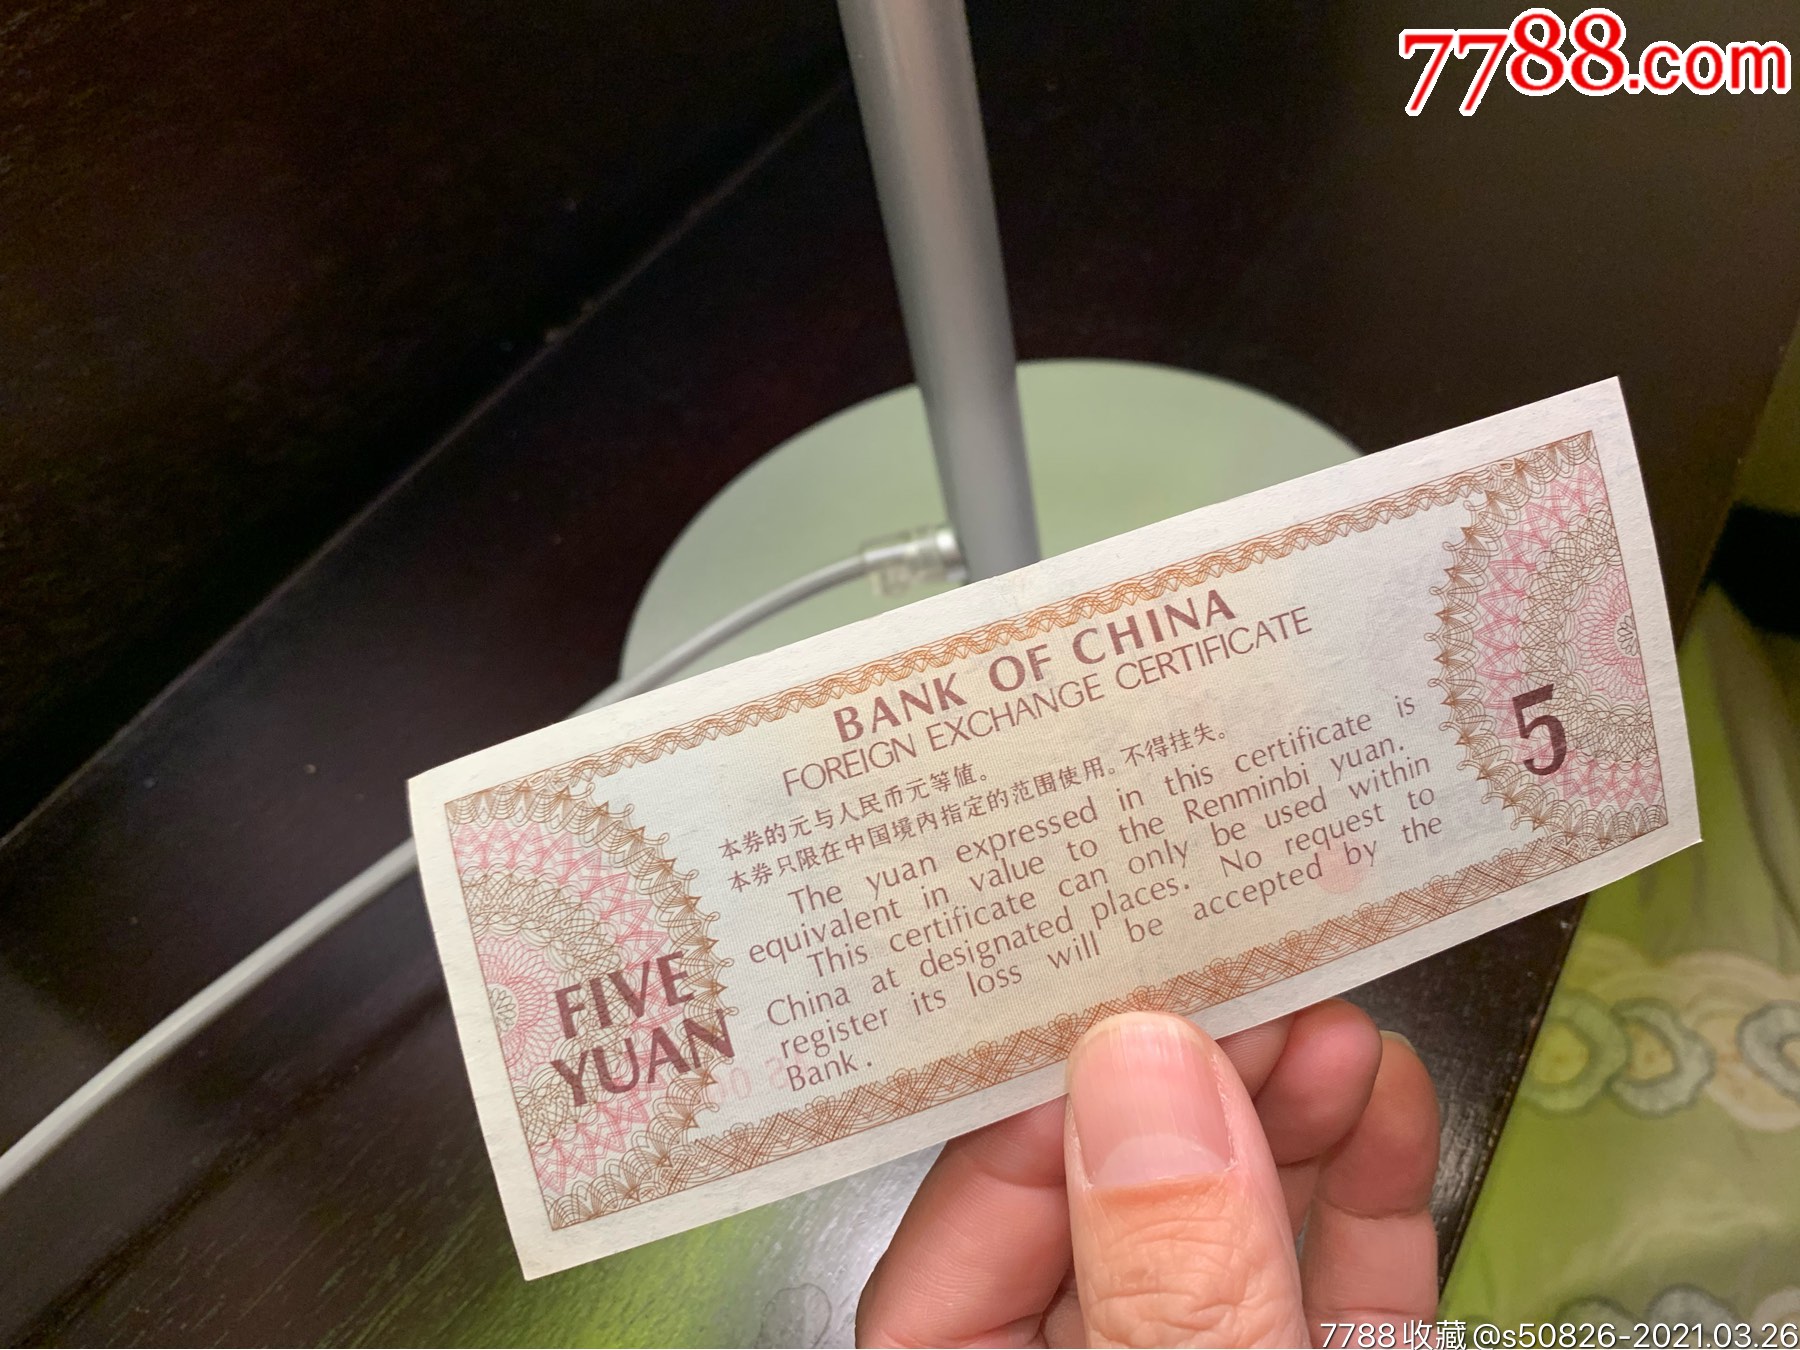 7788.com
BANK OF CHINA
FOREIGN EXCHANGE CERTIFICATE
本券的元与人民币元等值。
本券只限在中国境内指定的范围使用。不得挂失。
The yuan expressed in this certificate is
equivalent in value to the Renminbi yuan.
This certificate can only be used within
China at designated places. No request to
register its loss will be accepted by the
Bank.
5
FIVE
YUAN
7788收藏@s50826-2021.03.26